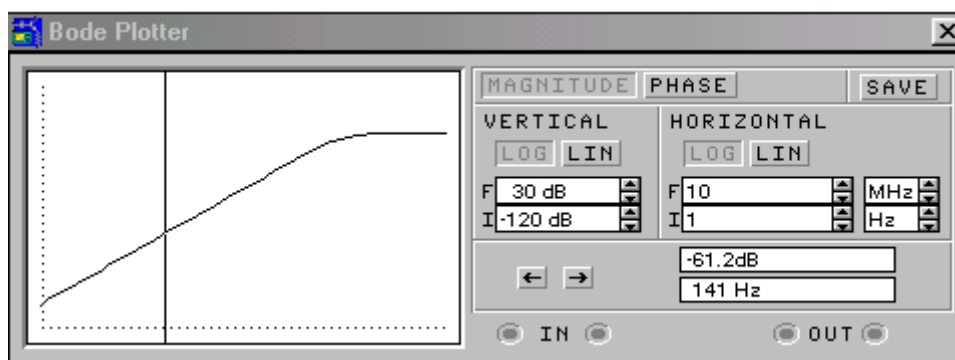 Bode Plotter
MAGNITUDE PHASE SAVE
VERTICAL HORIZONTAL
LOG LIN LOG LIN
F 30 dB F 10 MHz
I -120 dB I 1 Hz
← → -61.2dB
141 Hz
IN OUT